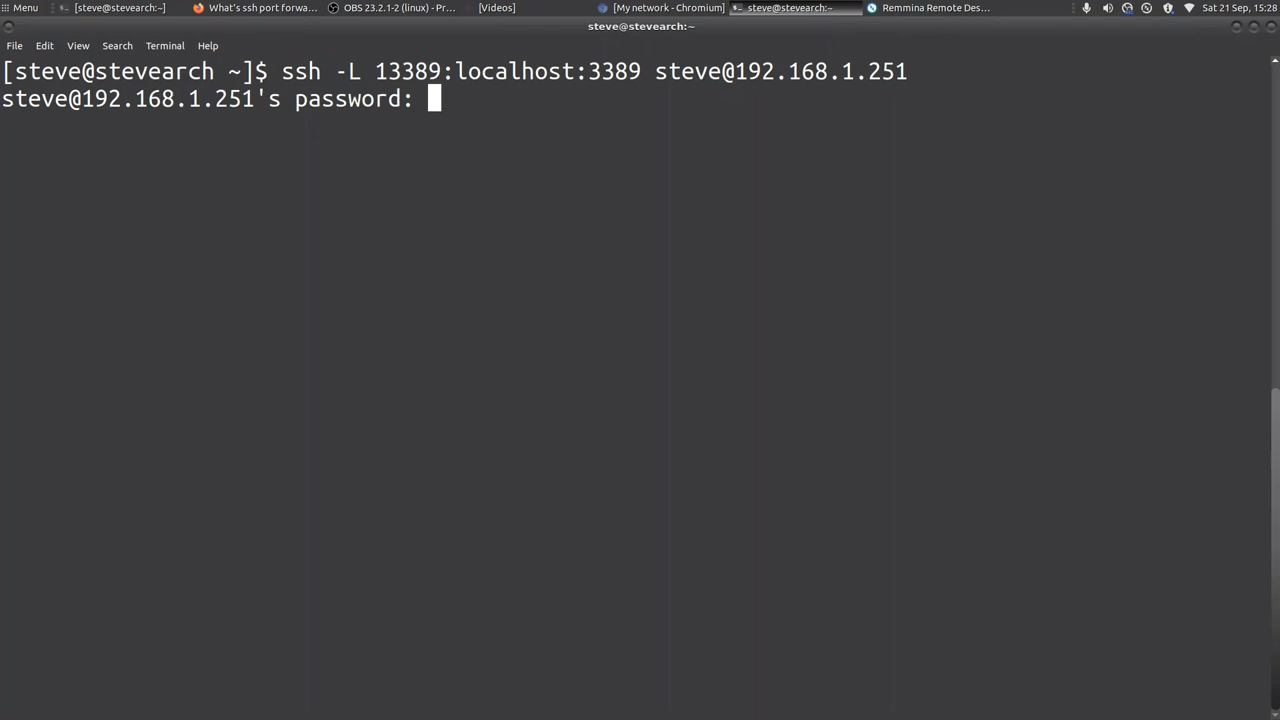 Menu [steve@stevearch:~] What's ssh port forwa... OBS 23.2.1-2 (linux) - Pr... [Videos] [My network - Chromium] steve@stevearch:~ Remmina Remote Des... Sat 21 Sep, 15:28
steve@stevearch:~
File Edit View Search Terminal Help
[steve@stevearch ~]$ ssh -L 13389:localhost:3389 steve@192.168.1.251
steve@192.168.1.251's password: